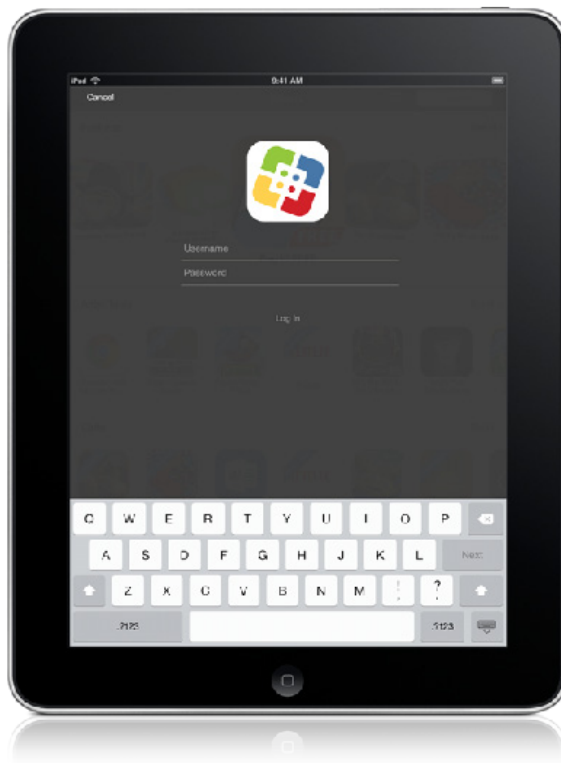 iPad 9:41 AM
Cancel
Username
Password
Log in
Q W E R T Y U I O P
A S D F G H J K L Next
Z X C V B N M ! , ? .
.?123 .?123